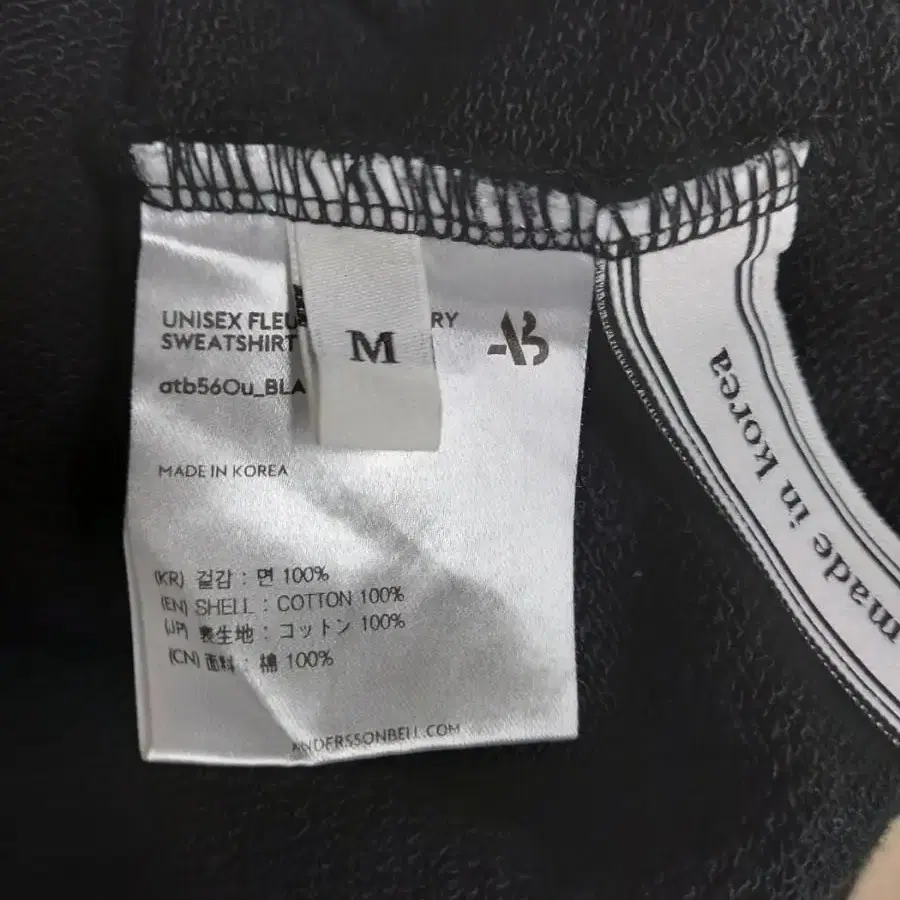 UNISEX FLEU RY
SWEATSHIRT
atb560u_BLA
M
AB
MADE IN KOREA
(KR) 겉감 : 면 100%
(EN) SHELL : COTTON 100%
(JP) 裏生地 : コットン 100%
(CN) 面料 : 棉 100%
ANDERSSONBELL.COM
made in korea